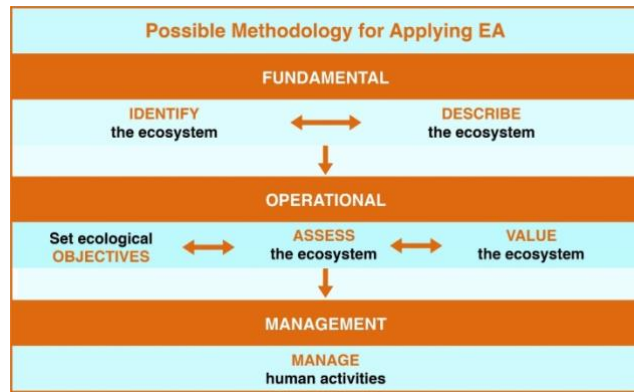 Possible Methodology for Applying EA
FUNDAMENTAL
IDENTIFY
the ecosystem
DESCRIBE
the ecosystem
OPERATIONAL
Set ecological
OBJECTIVES
ASSESS
the ecosystem
VALUE
the ecosystem
MANAGEMENT
MANAGE
human activities